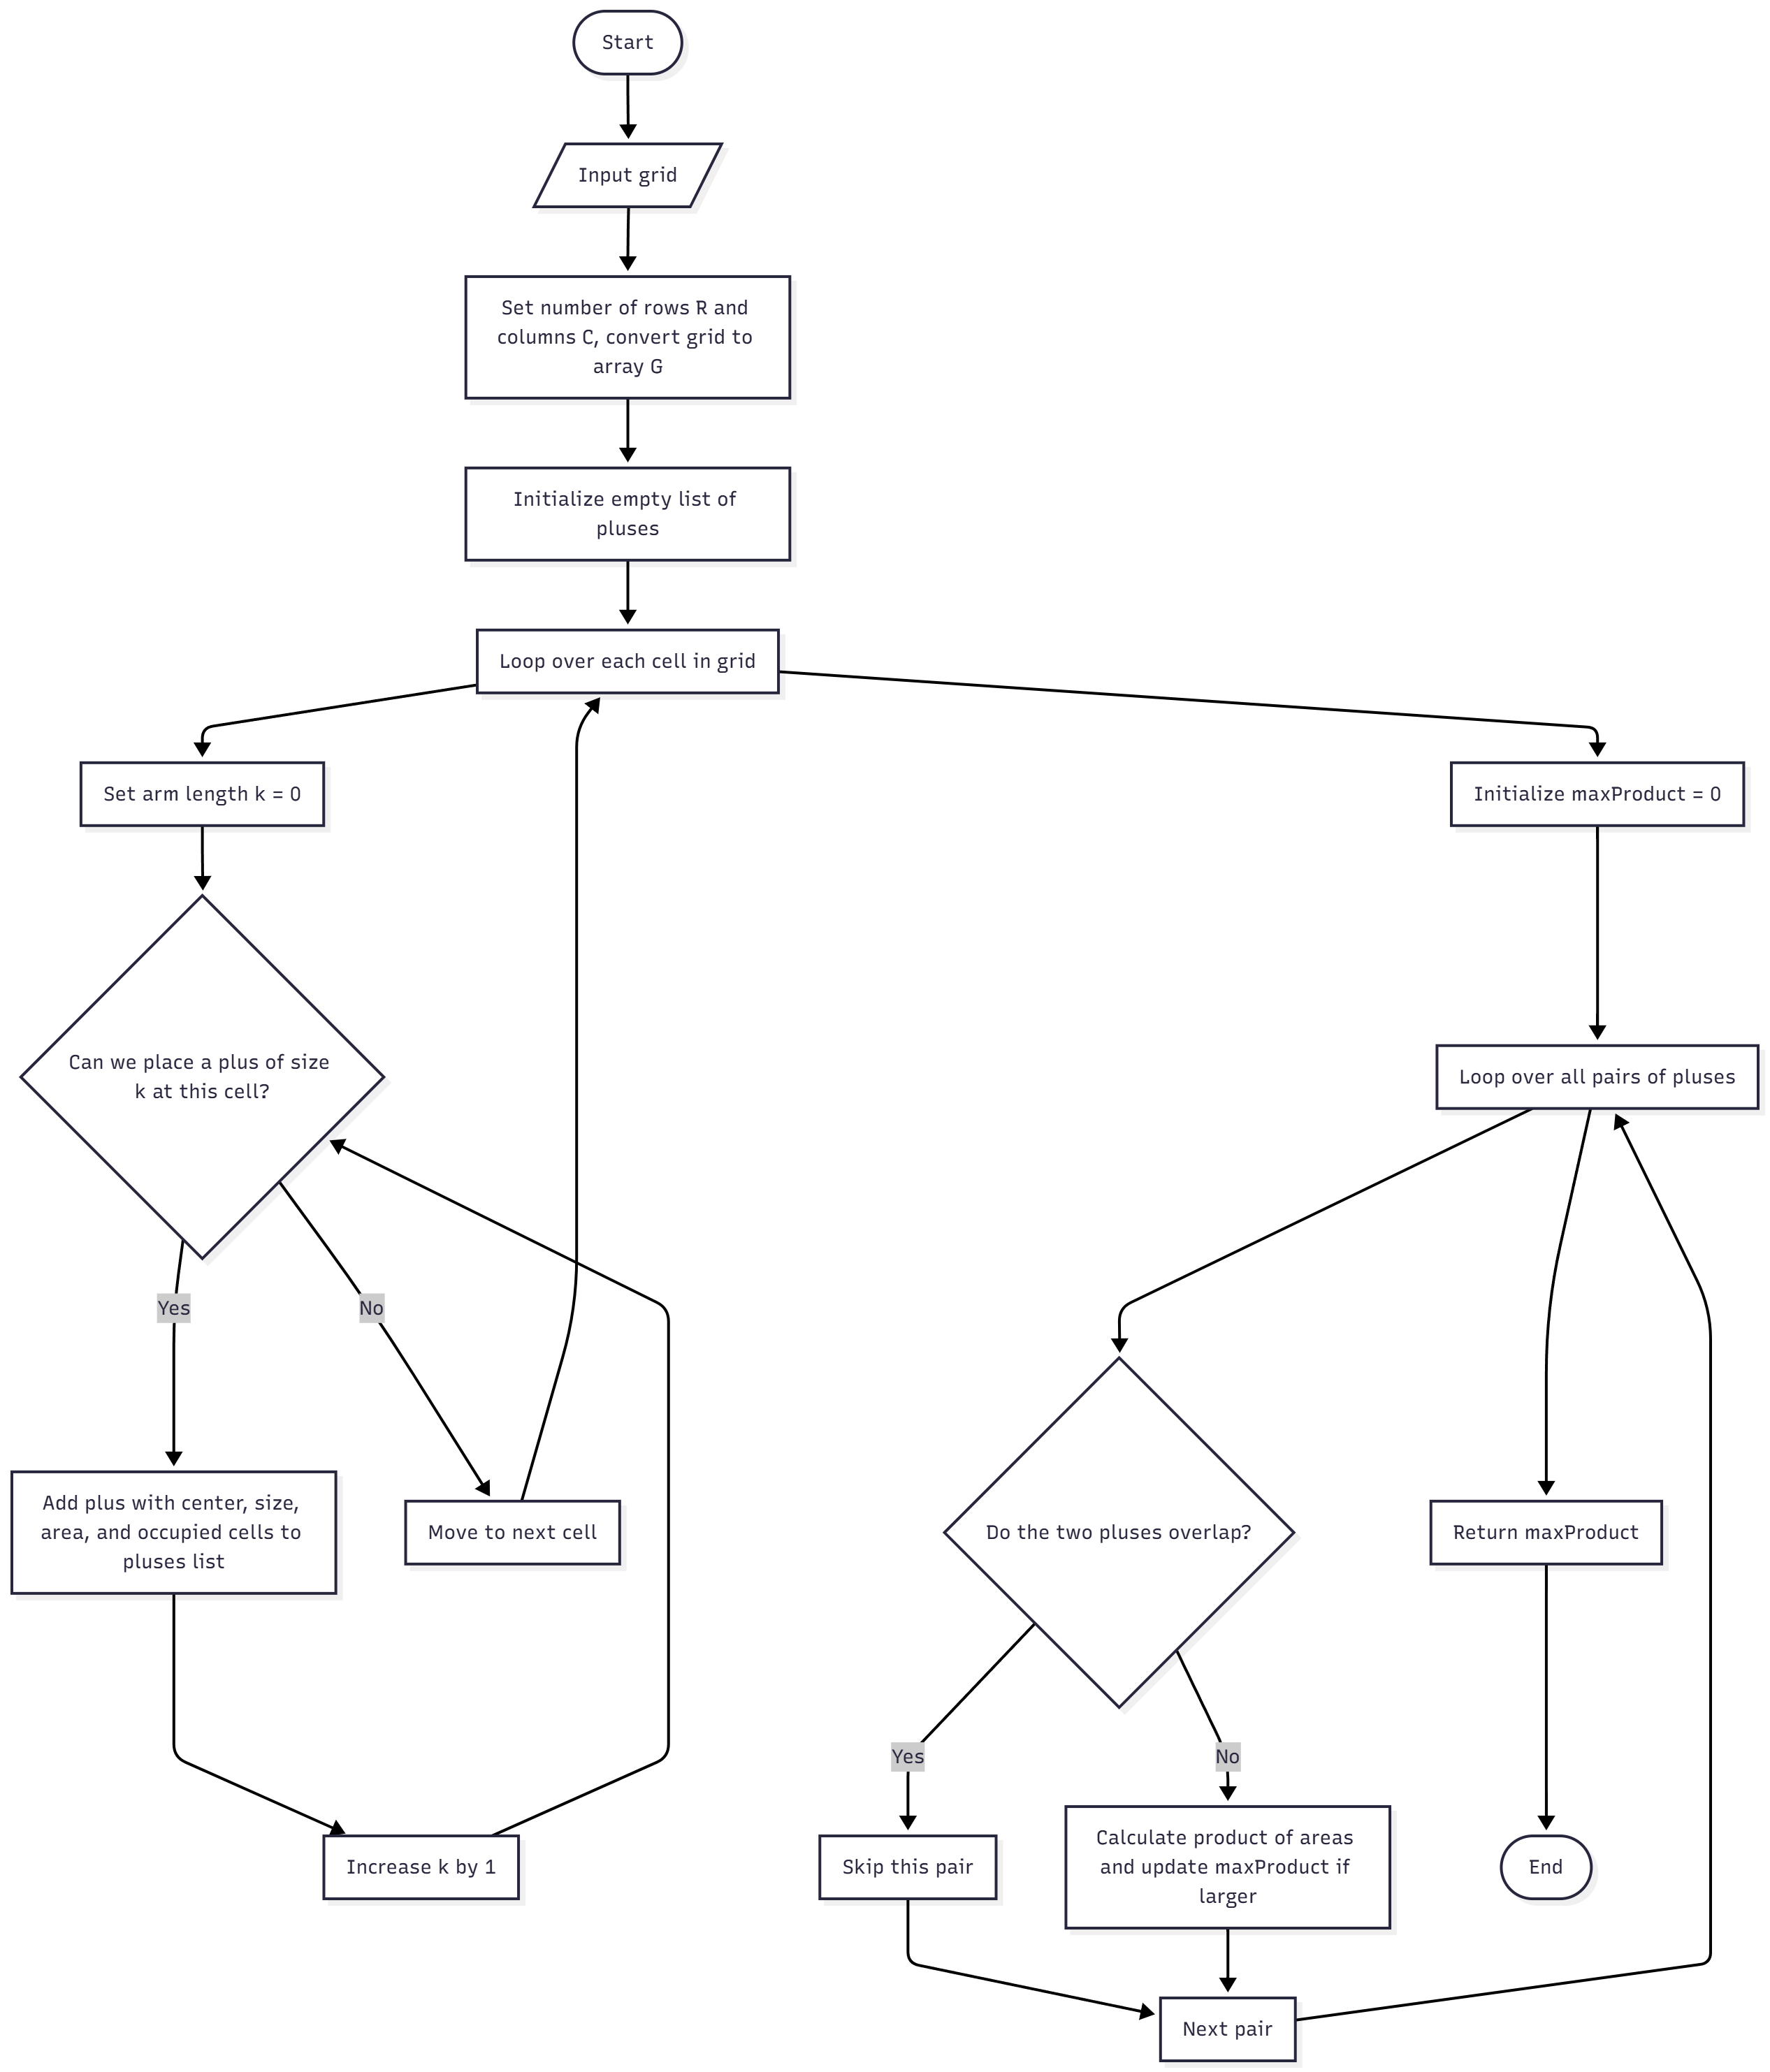 Start
Input grid
Set number of rows R and
columns C, convert grid to
array G
Initialize empty list of
pluses
Loop over each cell in grid
Set arm length k = 0
Initialize maxProduct = 0
Can we place a plus of size
k at this cell?
Loop over all pairs of pluses
Yes
No
Add plus with center, size,
area, and occupied cells to
pluses list
Move to next cell
Do the two pluses overlap?
Return maxProduct
Yes
No
Increase k by 1
Skip this pair
Calculate product of areas
and update maxProduct if
larger
End
Next pair